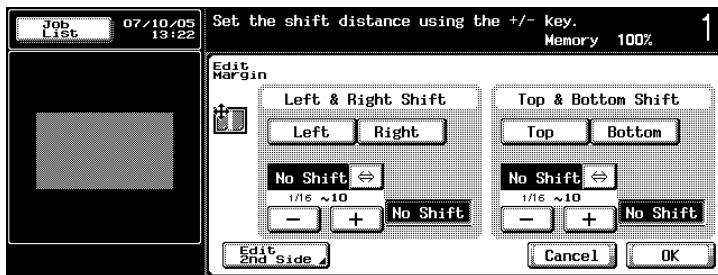 Job List
07/10/05
13:22
Set the shift distance using the +/- key.
Memory 100%
1
Edit Margin
Left & Right Shift
Top & Bottom Shift
Left Right
Top Bottom
No Shift ⇔
No Shift ⇔
1/16 ~10
1/16 ~10
− + No Shift
− + No Shift
Edit
2nd Side
Cancel OK